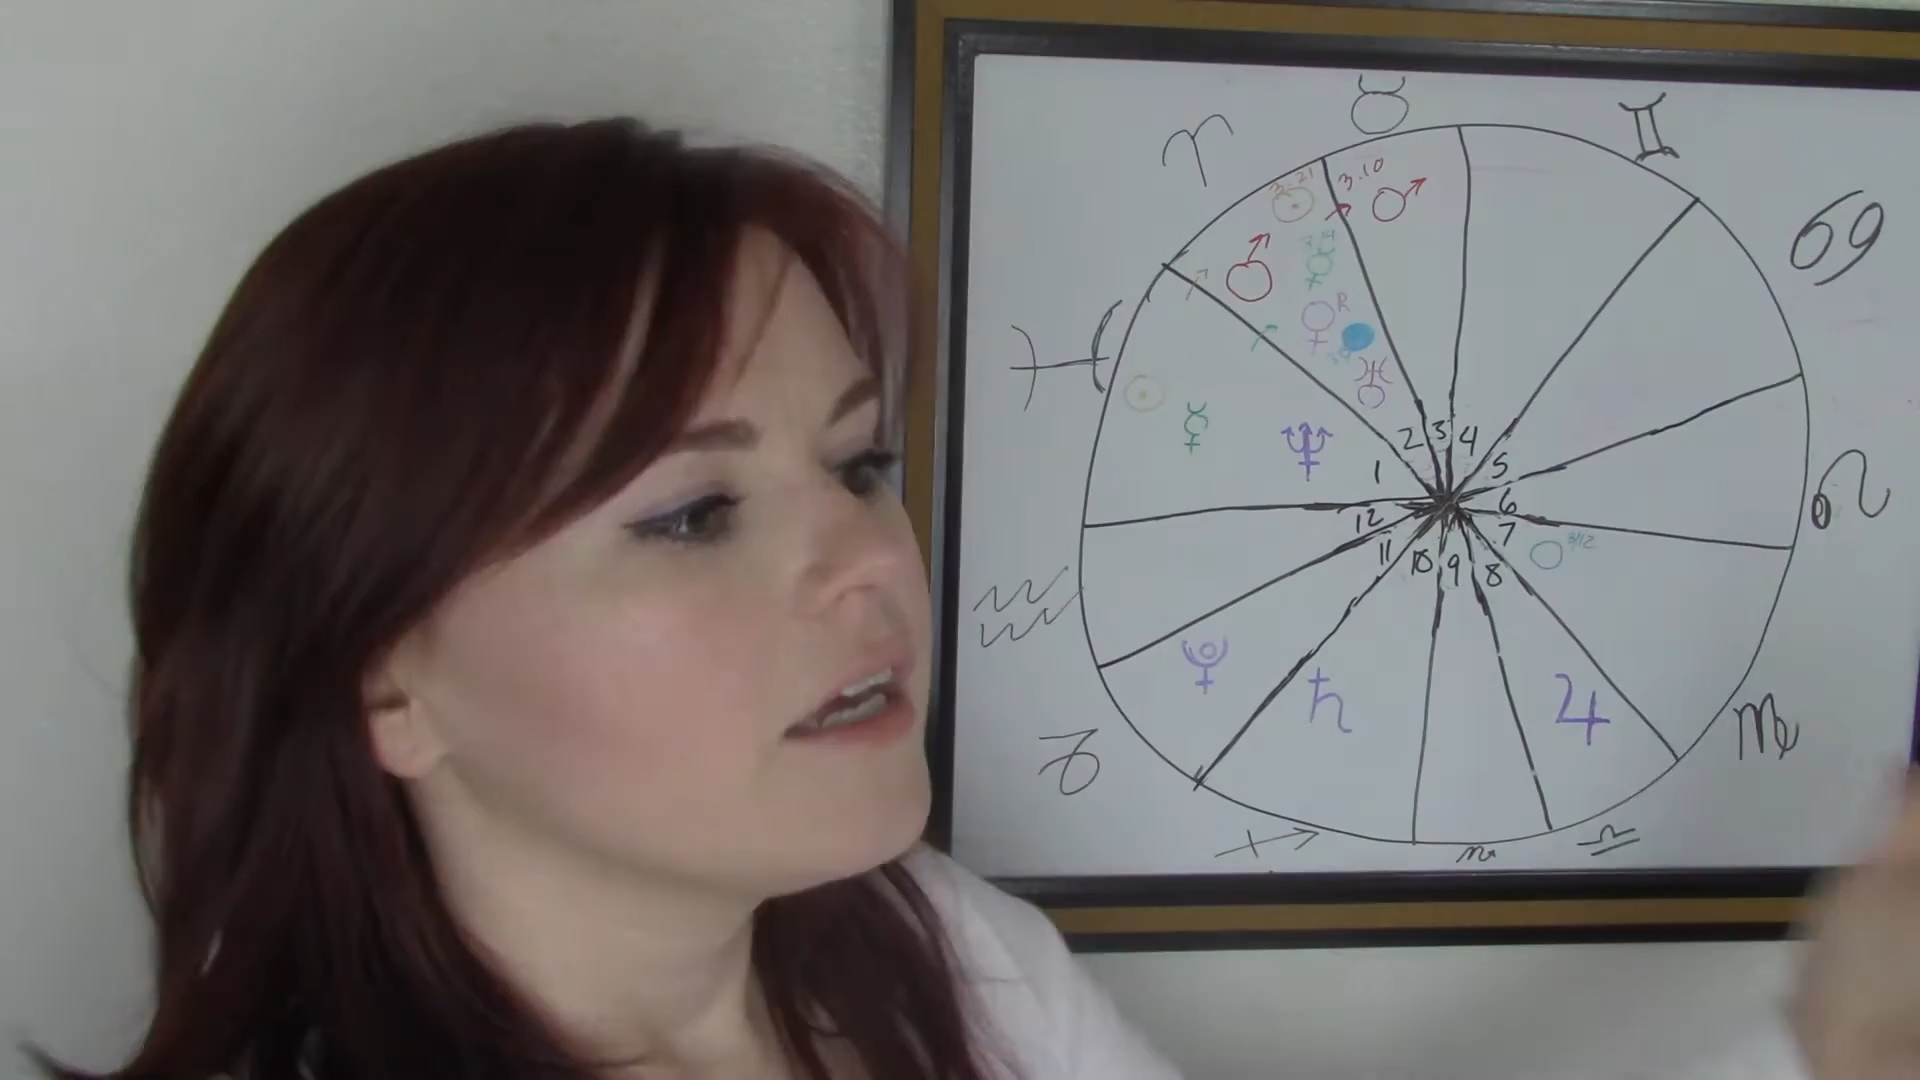 ♉ ♊
♈
3.21 3.10
☉ ♂
♋
♂ ☿
♀ R
♓
♅
☉ ☿ ♆
2 3 4
1 5
♌
6
12 7 3/12
11 10 9 8
♒
♇ ♄ ♃
♍
♑
♐ ♏ ♎